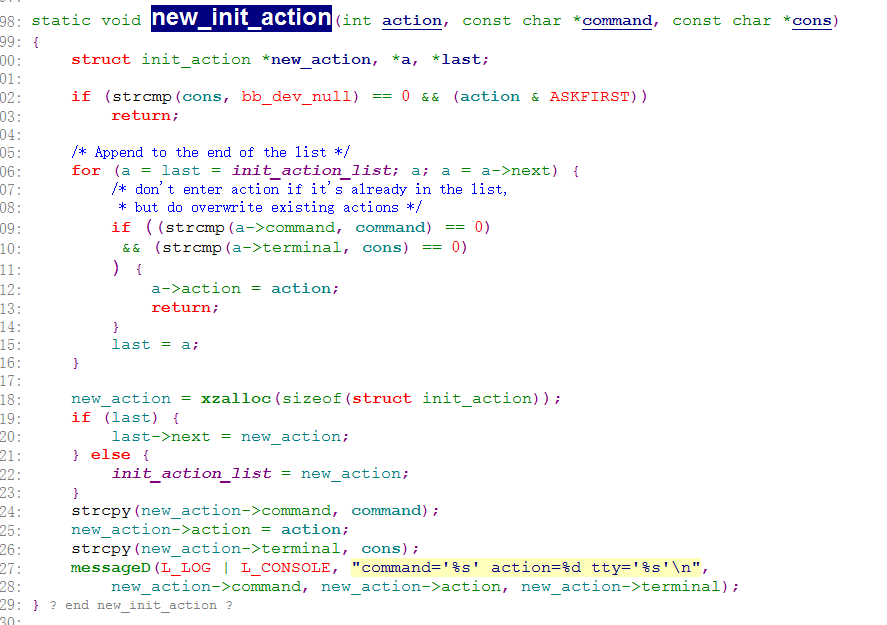 98: static void new_init_action(int action, const char *command, const char *cons)
99: {
00:     struct init_action *new_action, *a, *last;
01:
02:     if (strcmp(cons, bb_dev_null) == 0 && (action & ASKFIRST))
03:         return;
04:
05:     /* Append to the end of the list */
06:     for (a = last = init_action_list; a; a = a->next) {
07:         /* don't enter action if it's already in the list,
08:          * but do overwrite existing actions */
09:         if ((strcmp(a->command, command) == 0)
10:          && (strcmp(a->terminal, cons) == 0)
11:         ) {
12:             a->action = action;
13:             return;
14:         }
15:         last = a;
16:     }
17:
18:     new_action = xzalloc(sizeof(struct init_action));
19:     if (last) {
20:         last->next = new_action;
21:     } else {
22:         init_action_list = new_action;
23:     }
24:     strcpy(new_action->command, command);
25:     new_action->action = action;
26:     strcpy(new_action->terminal, cons);
27:     messageD(L_LOG | L_CONSOLE, "command='%s' action=%d tty='%s'\n",
28:         new_action->command, new_action->action, new_action->terminal);
29: } ? end new_init_action ?